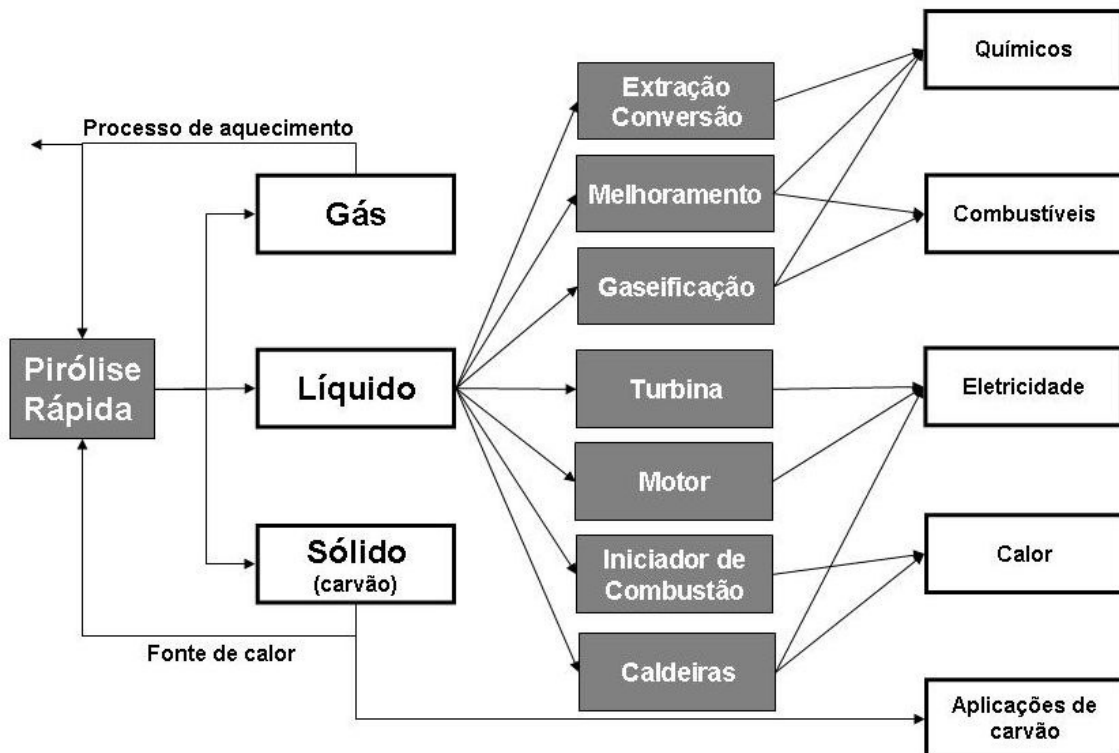 Processo de aquecimento
Gás
Pirólise
Rápida
Líquido
Sólido
(carvão)
Fonte de calor
Extração
Conversão
Melhoramento
Gaseificação
Turbina
Motor
Iniciador de
Combustão
Caldeiras
Químicos
Combustíveis
Eletricidade
Calor
Aplicações de
carvão